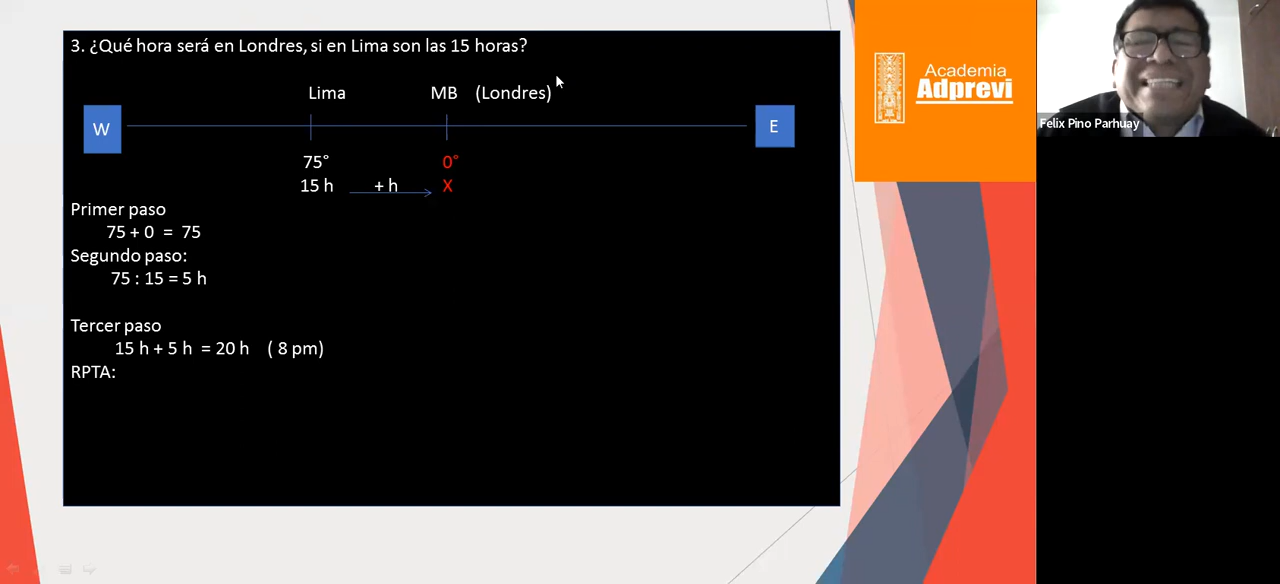 3. ¿Qué hora será en Londres, si en Lima son las 15 horas?
Lima MB (Londres)
W E
75° 0°
15 h + h X
Primer paso
75 + 0 = 75
Segundo paso:
75 : 15 = 5 h
Tercer paso
15 h + 5 h = 20 h ( 8 pm)
RPTA:
Academia
Adprevi
Felix Pino Parhuay